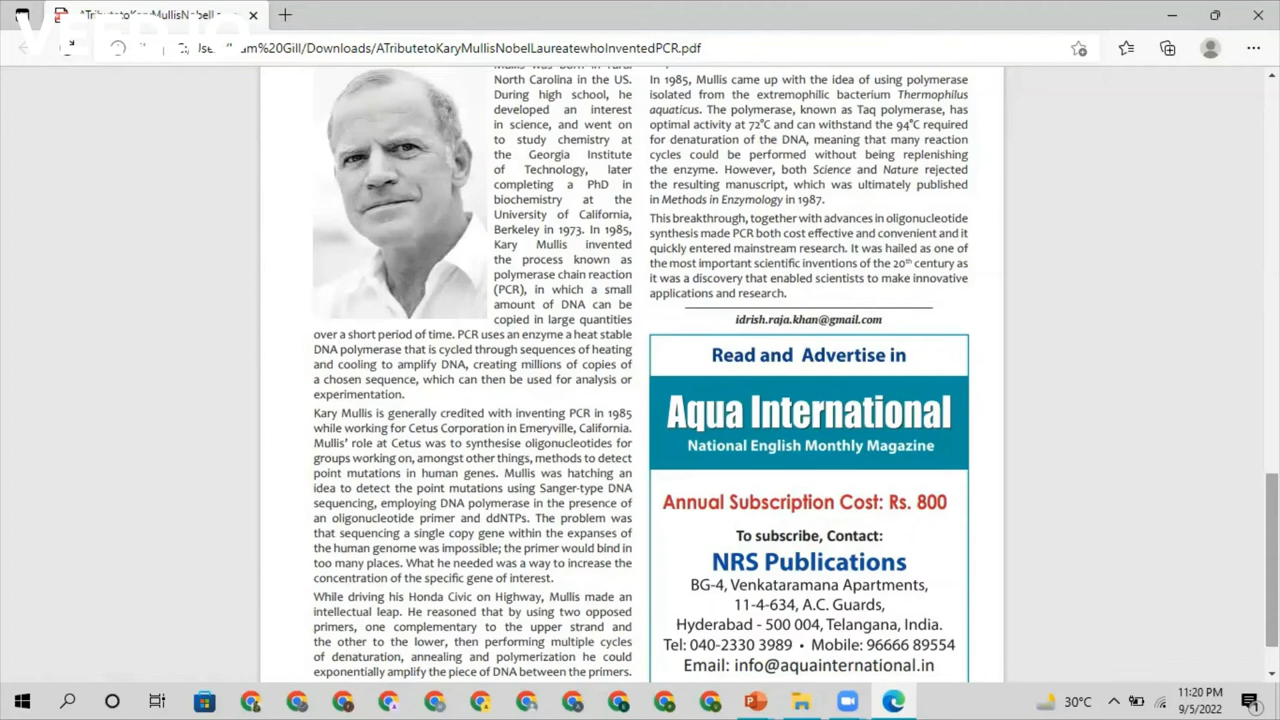 ATributetoKaryMullisNobelLaur
VEED.IO
Gill/Downloads/ATributetoKaryMullisNobelLaureatewhoInventedPCR.pdf
Mullis was born in rural
North Carolina in the US.
During high school, he
developed an interest
in science, and went on
to study chemistry at
the Georgia Institute
of Technology, later
completing a PhD in
biochemistry at the
University of California,
Berkeley in 1973. In 1985,
Kary Mullis invented
the process known as
polymerase chain reaction
(PCR), in which a small
amount of DNA can be
copied in large quantities
over a short period of time. PCR uses an enzyme a heat stable
DNA polymerase that is cycled through sequences of heating
and cooling to amplify DNA, creating millions of copies of
a chosen sequence, which can then be used for analysis or
experimentation.
Kary Mullis is generally credited with inventing PCR in 1985
while working for Cetus Corporation in Emeryville, California.
Mullis' role at Cetus was to synthesise oligonucleotides for
groups working on, amongst other things, methods to detect
point mutations in human genes. Mullis was hatching an
idea to detect the point mutations using Sanger-type DNA
sequencing, employing DNA polymerase in the presence of
an oligonucleotide primer and ddNTPs. The problem was
that sequencing a single copy gene within the expanses of
the human genome was impossible; the primer would bind in
too many places. What he needed was a way to increase the
concentration of the specific gene of interest.
While driving his Honda Civic on Highway, Mullis made an
intellectual leap. He reasoned that by using two opposed
primers, one complementary to the upper strand and
the other to the lower, then performing multiple cycles
of denaturation, annealing and polymerization he could
exponentially amplify the piece of DNA between the primers.
In 1985, Mullis came up with the idea of using polymerase
isolated from the extremophilic bacterium Thermophilus
aquaticus. The polymerase, known as Taq polymerase, has
optimal activity at 72°C and can withstand the 94°C required
for denaturation of the DNA, meaning that many reaction
cycles could be performed without being replenishing
the enzyme. However, both Science and Nature rejected
the resulting manuscript, which was ultimately published
in Methods in Enzymology in 1987.
This breakthrough, together with advances in oligonucleotide
synthesis made PCR both cost effective and convenient and it
quickly entered mainstream research. It was hailed as one of
the most important scientific inventions of the 20th century as
it was a discovery that enabled scientists to make innovative
applications and research.
idrish.raja.khan@gmail.com
Read and Advertise in
Aqua International
National English Monthly Magazine
Annual Subscription Cost: Rs. 800
To subscribe, Contact:
NRS Publications
BG-4, Venkataramana Apartments,
11-4-634, A.C. Guards,
Hyderabad - 500 004, Telangana, India.
Tel: 040-2330 3989 • Mobile: 96666 89554
Email: info@aquainternational.in
30°C
11:20 PM
9/5/2022